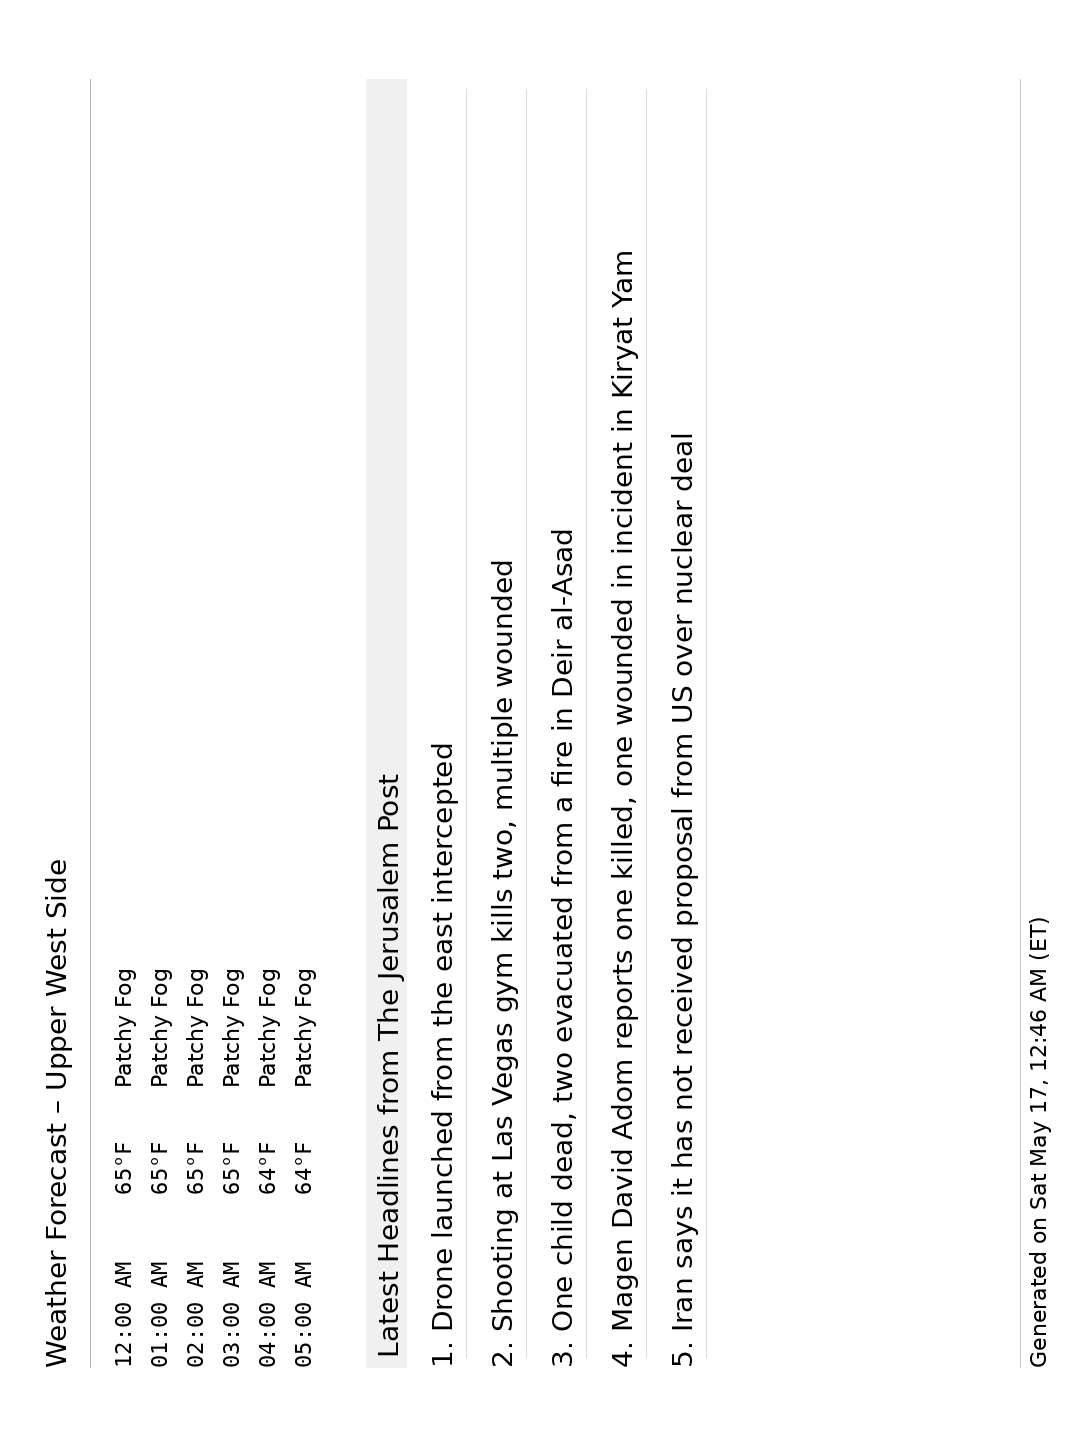 Weather Forecast – Upper West Side
12:00 AM 65°F Patchy Fog
01:00 AM 65°F Patchy Fog
02:00 AM 65°F Patchy Fog
03:00 AM 65°F Patchy Fog
04:00 AM 64°F Patchy Fog
05:00 AM 64°F Patchy Fog
Latest Headlines from The Jerusalem Post
1. Drone launched from the east intercepted
2. Shooting at Las Vegas gym kills two, multiple wounded
3. One child dead, two evacuated from a fire in Deir al-Asad
4. Magen David Adom reports one killed, one wounded in incident in Kiryat Yam
5. Iran says it has not received proposal from US over nuclear deal
Generated on Sat May 17, 12:46 AM (ET)